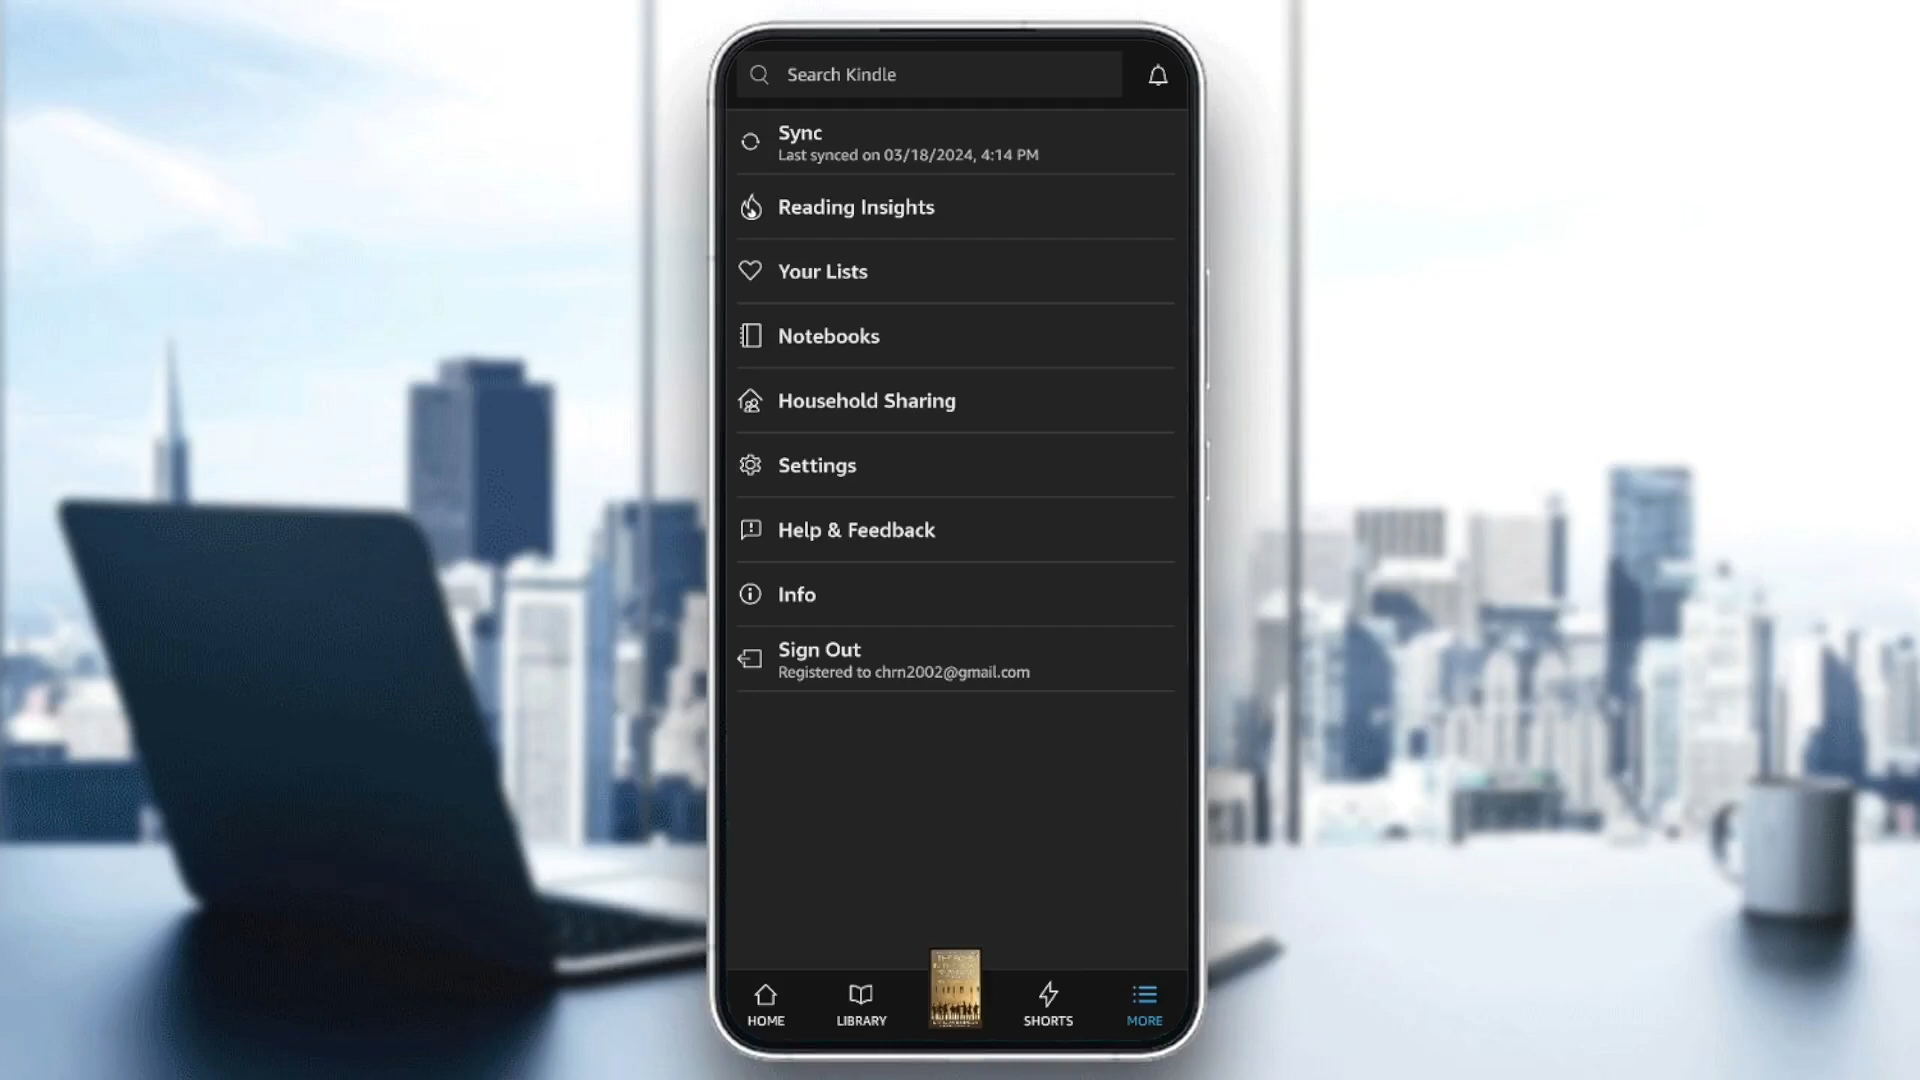 Search Kindle
Sync
Last synced on 03/18/2024, 4:14 PM
Reading Insights
Your Lists
Notebooks
Household Sharing
Settings
Help & Feedback
Info
Sign Out
Registered to chrn2002@gmail.com
HOME
LIBRARY
SHORTS
MORE